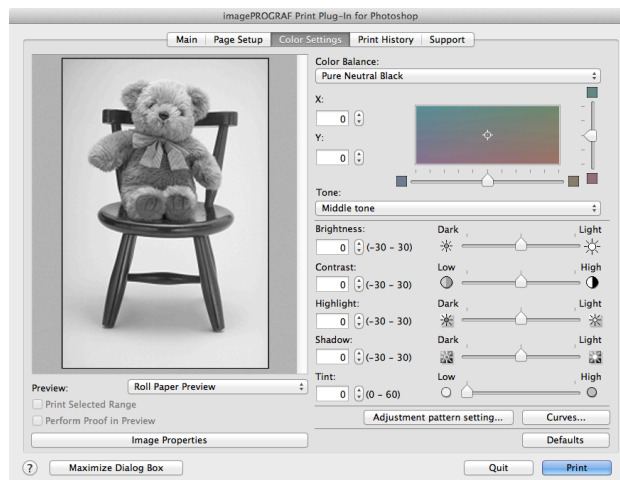 imagePROGRAF Print Plug-In for Photoshop
Main Page Setup Color Settings Print History Support
Color Balance:
Pure Neutral Black
X:
0
Y:
0
Tone:
Middle tone
Brightness: Dark Light
0 (-30 - 30)
Contrast: Low High
0 (-30 - 30)
Highlight: Dark Light
0 (-30 - 30)
Shadow: Dark Light
0 (-30 - 30)
Tint: Low High
0 (0 - 60)
Preview: Roll Paper Preview
Print Selected Range
Perform Proof in Preview
Adjustment pattern setting... Curves...
Image Properties Defaults
? Maximize Dialog Box Quit Print